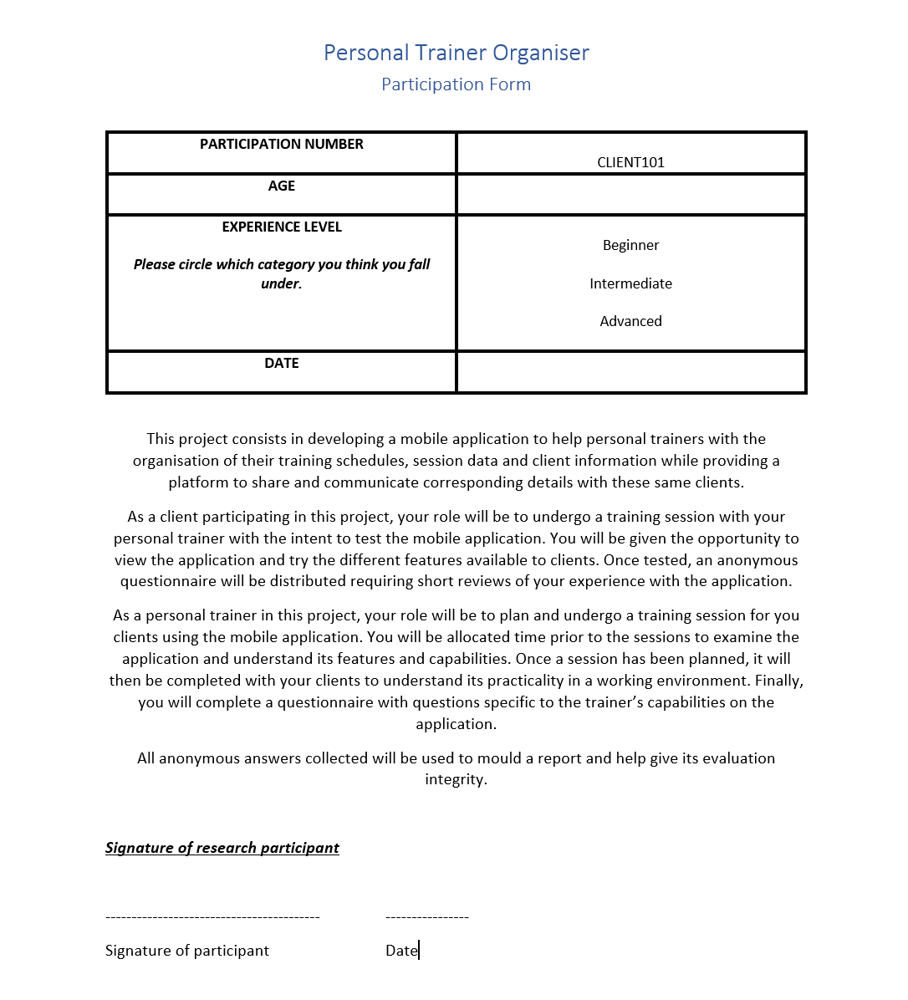 Personal Trainer Organiser
Participation Form
PARTICIPATION NUMBER
CLIENT101
AGE
EXPERIENCE LEVEL
Please circle which category you think you fall
under.
Beginner
Intermediate
Advanced
DATE
This project consists in developing a mobile application to help personal trainers with the
organisation of their training schedules, session data and client information while providing a
platform to share and communicate corresponding details with these same clients.
As a client participating in this project, your role will be to undergo a training session with your
personal trainer with the intent to test the mobile application. You will be given the opportunity to
view the application and try the different features available to clients. Once tested, an anonymous
questionnaire will be distributed requiring short reviews of your experience with the application.
As a personal trainer in this project, your role will be to plan and undergo a training session for you
clients using the mobile application. You will be allocated time prior to the sessions to examine the
application and understand its features and capabilities. Once a session has been planned, it will
then be completed with your clients to understand its practicality in a working environment. Finally,
you will complete a questionnaire with questions specific to the trainer’s capabilities on the
application.
All anonymous answers collected will be used to mould a report and help give its evaluation
integrity.
Signature of research participant
----------------------------------------- ----------------
Signature of participant Date